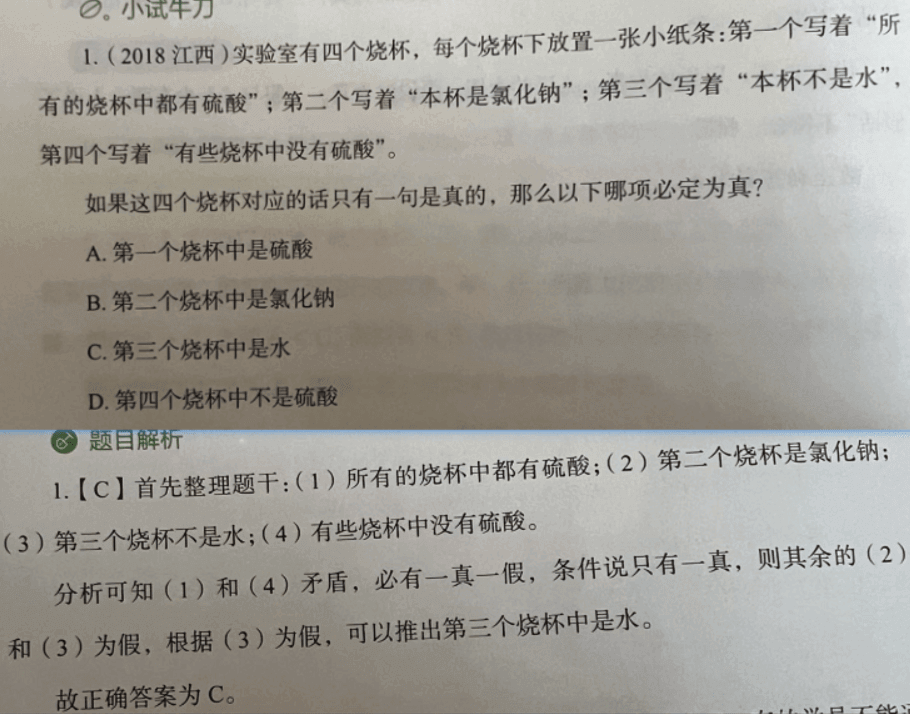 小试牛刀
1.(2018 江西)实验室有四个烧杯，每个烧杯下放置一张小纸条:第一个写着“所
有的烧杯中都有硫酸”；第二个写着“本杯是氯化钠”；第三个写着“本杯不是水”，
第四个写着“有些烧杯中没有硫酸”。
如果这四个烧杯对应的话只有一句是真的，那么以下哪项必定为真？
A. 第一个烧杯中是硫酸
B. 第二个烧杯中是氯化钠
C. 第三个烧杯中是水
D. 第四个烧杯中不是硫酸
题目解析
1.【C】首先整理题干:(1)所有的烧杯中都有硫酸;(2)第二个烧杯是氯化钠;
(3)第三个烧杯不是水;(4)有些烧杯中没有硫酸。
分析可知(1)和(4)矛盾，必有一真一假，条件说只有一真，则其余的(2)
和(3)为假，根据(3)为假，可以推出第三个烧杯中是水。
故正确答案为 C。